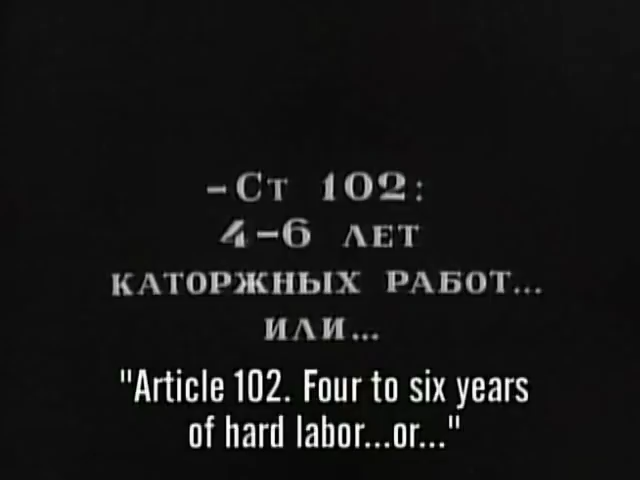 -Ст 102:
4-6 лет
каторжных работ...
или...
"Article 102. Four to six years
of hard labor...or..."